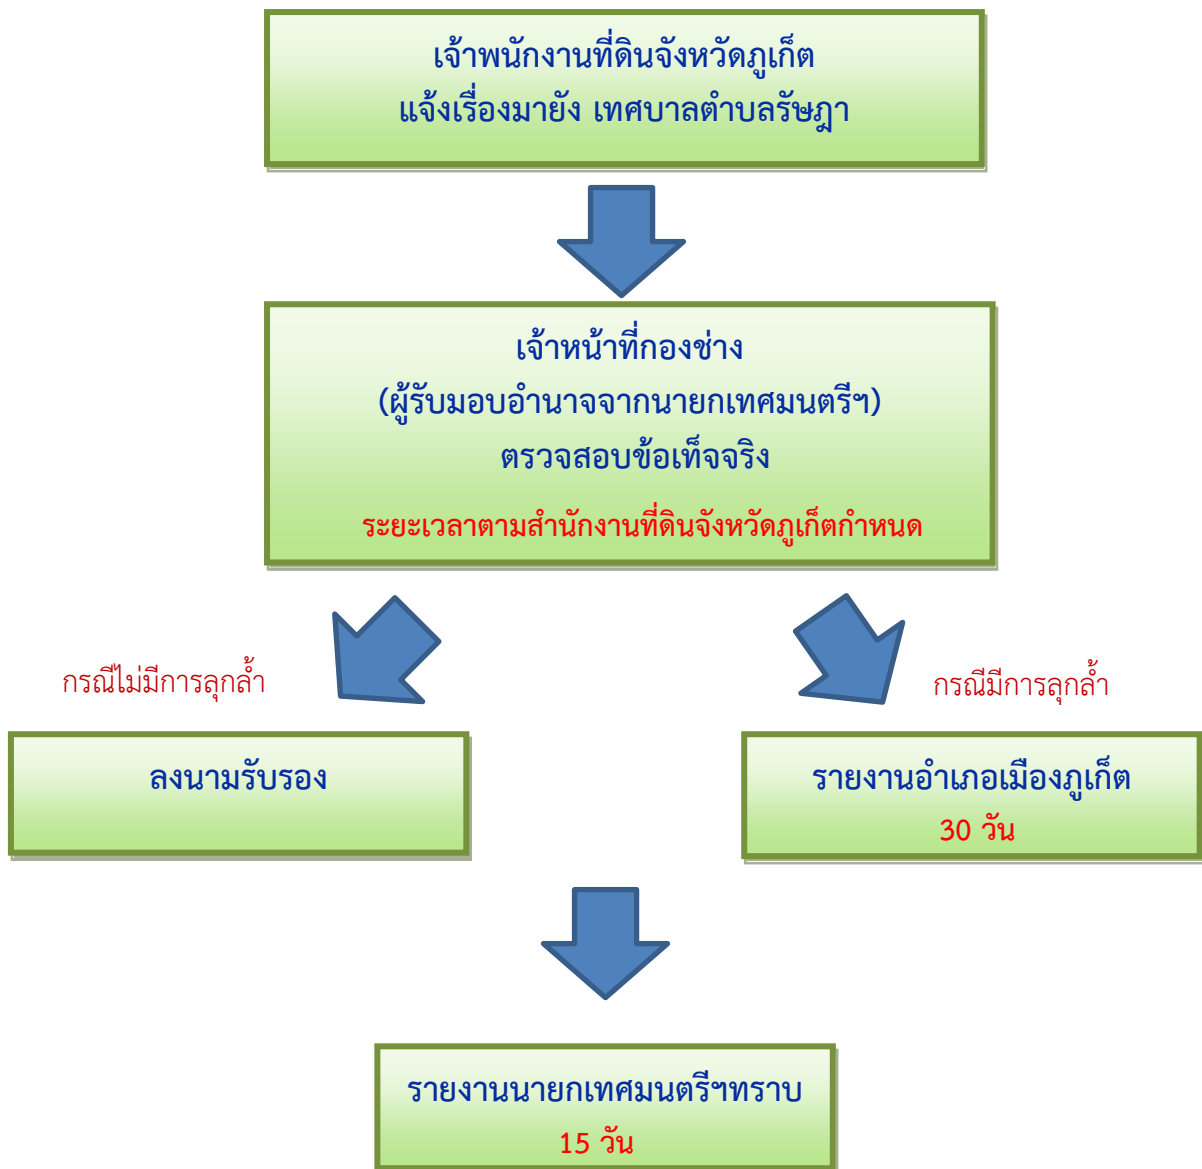 เจ้าพนักงานที่ดินจังหวัดภูเก็ต
แจ้งเรื่องมายัง เทศบาลตำบลรัษฎา
เจ้าหน้าที่กองช่าง
(ผู้รับมอบอำนาจจากนายกเทศมนตรีฯ)
ตรวจสอบข้อเท็จจริง
ระยะเวลาตามสำนักงานที่ดินจังหวัดภูเก็ตกำหนด
กรณีไม่มีการลุกล้ำ
กรณีมีการลุกล้ำ
ลงนามรับรอง
รายงานอำเภอเมืองภูเก็ต
30 วัน
รายงานนายกเทศมนตรีฯทราบ
15 วัน